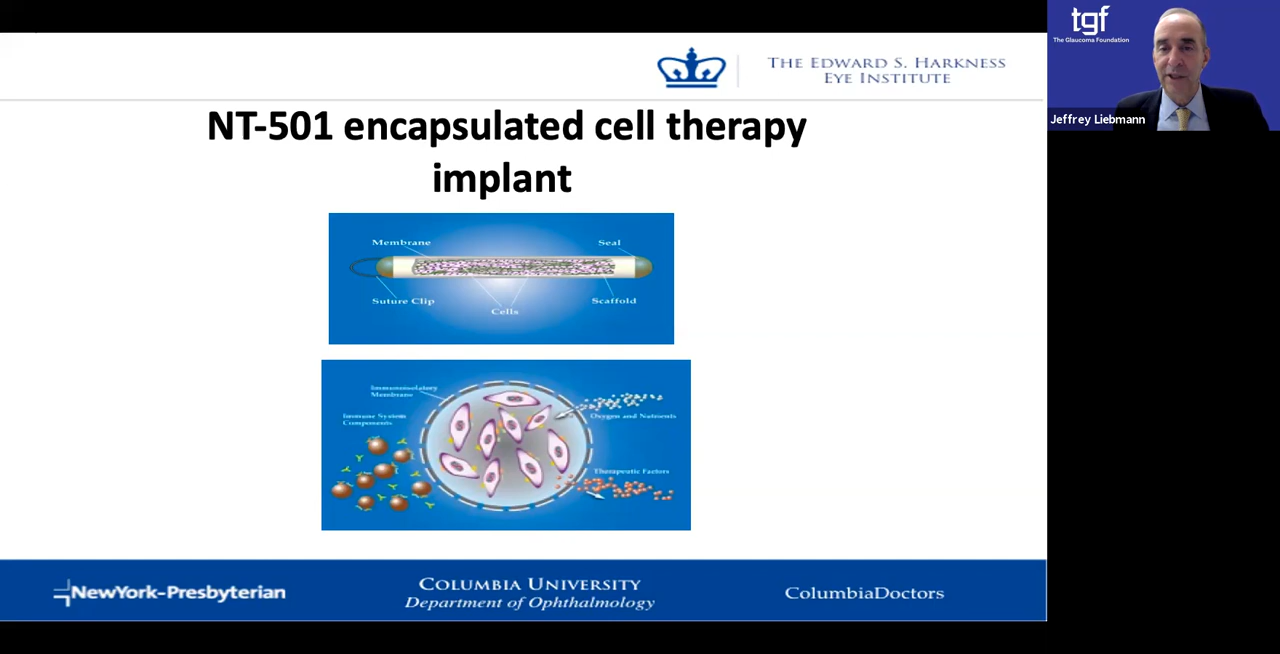 THE EDWARD S. HARKNESS
EYE INSTITUTE
tgf
The Glaucoma Foundation
Jeffrey Liebmann
NT-501 encapsulated cell therapy
implant
Membrane
Seal
Suture Clip
Scaffold
Cells
Immunoisolatory
Membrane
Immune System
Components
Oxygen and Nutrients
Therapeutic Factors
NewYork-Presbyterian
COLUMBIA UNIVERSITY
Department of Ophthalmology
ColumbiaDoctors